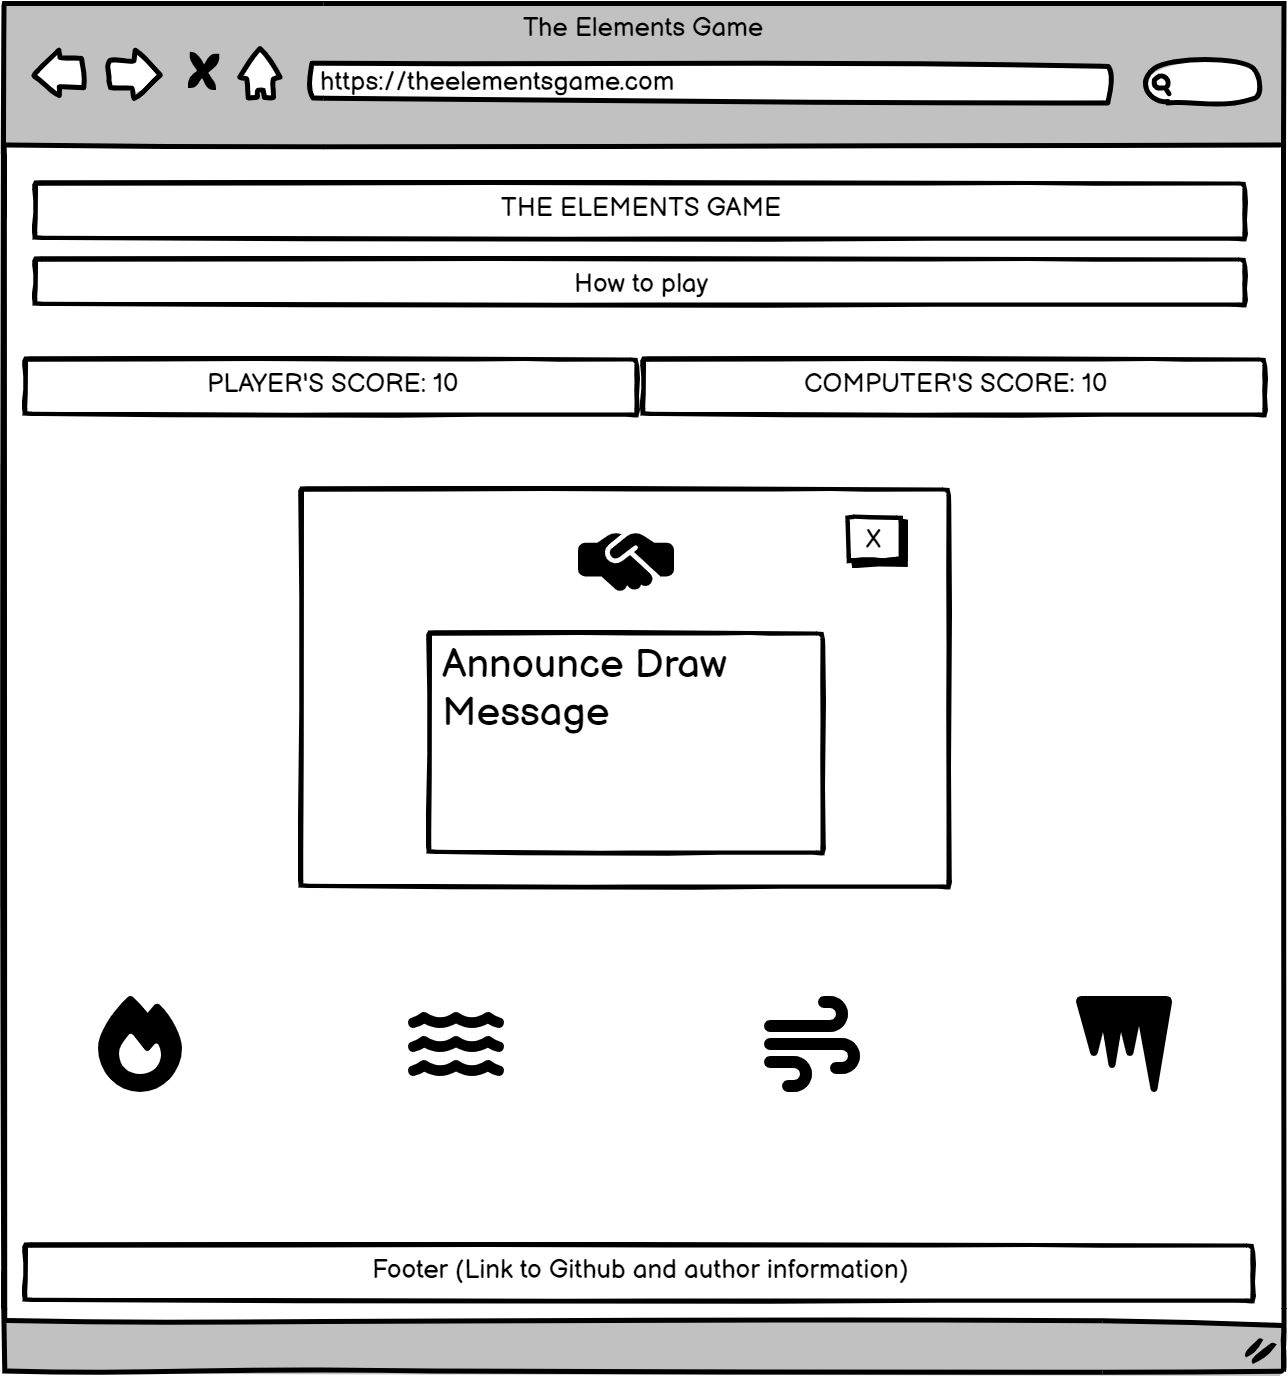 The Elements Game
https://theelementsgame.com
THE ELEMENTS GAME
How to play
PLAYER'S SCORE: 10
COMPUTER'S SCORE: 10
X
Announce Draw
Message
Footer (Link to Github and author information)